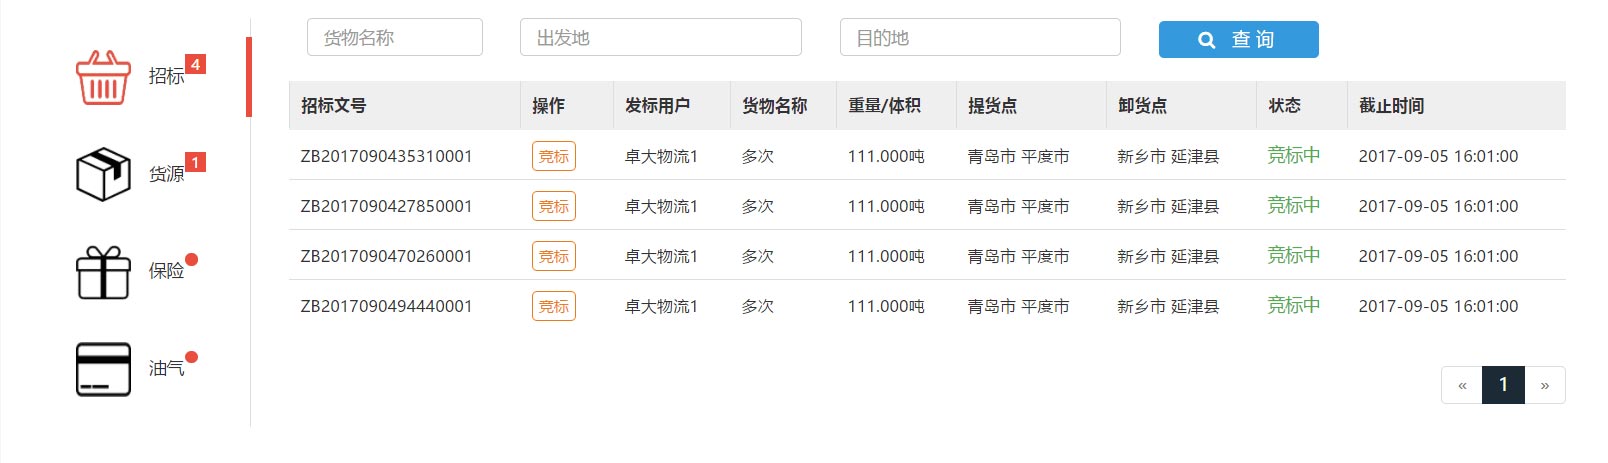 货物名称 出发地 目的地 查 询
招标 4
货源 1
保险
油气
招标文号 操作 发标用户 货物名称 重量/体积 提货点 卸货点 状态 截止时间
ZB2017090435310001 竞标 卓大物流1 多次 111.000吨 青岛市 平度市 新乡市 延津县 竞标中 2017-09-05 16:01:00
ZB2017090427850001 竞标 卓大物流1 多次 111.000吨 青岛市 平度市 新乡市 延津县 竞标中 2017-09-05 16:01:00
ZB2017090470260001 竞标 卓大物流1 多次 111.000吨 青岛市 平度市 新乡市 延津县 竞标中 2017-09-05 16:01:00
ZB2017090494440001 竞标 卓大物流1 多次 111.000吨 青岛市 平度市 新乡市 延津县 竞标中 2017-09-05 16:01:00
« 1 »